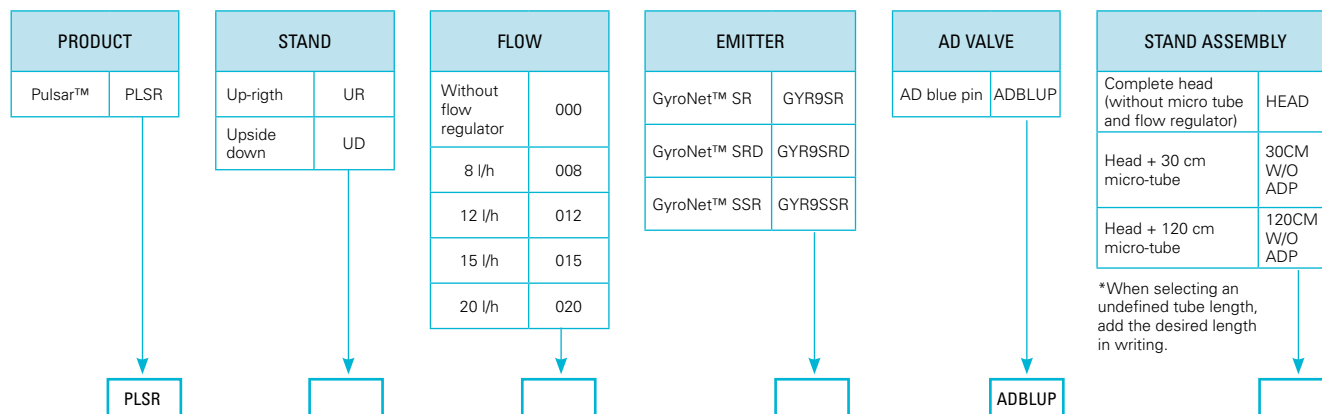 PRODUCT
Pulsar™ PLSR
STAND
Up-rigth UR
Upside
down UD
FLOW
Without
flow
regulator 000
8 l/h 008
12 l/h 012
15 l/h 015
20 l/h 020
EMITTER
GyroNet™ SR GYR9SR
GyroNet™ SRD GYR9SRD
GyroNet™ SSR GYR9SSR
AD VALVE
AD blue pin ADBLUP
STAND ASSEMBLY
Complete head
(without micro tube
and flow regulator) HEAD
Head + 30 cm
micro-tube
30CM
W/O
ADP
Head + 120 cm
micro-tube
120CM
W/O
ADP
*When selecting an
undefined tube length,
add the desired length
in writing.
PLSR
ADBLUP